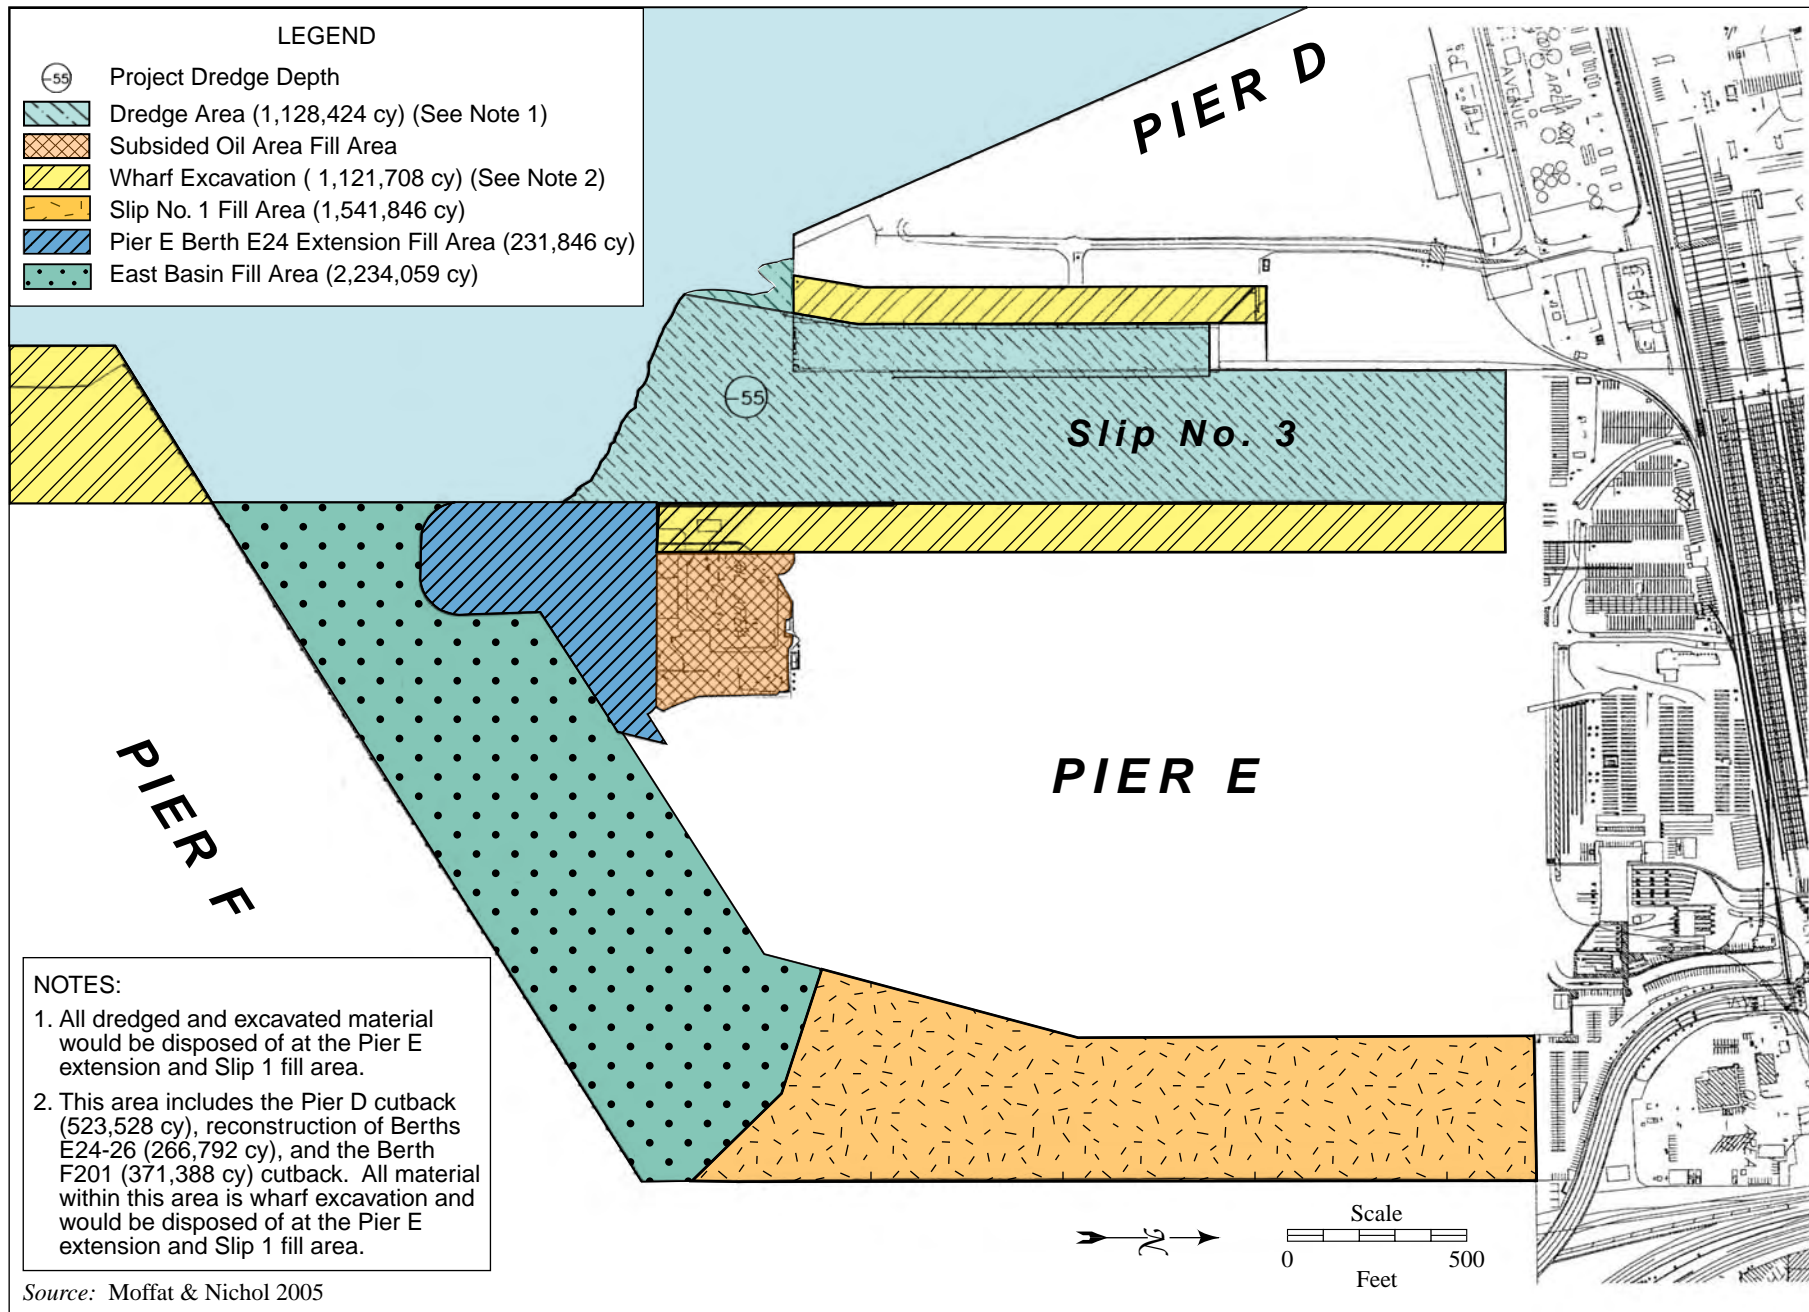 LEGEND
-55 Project Dredge Depth
Dredge Area (1,128,424 cy) (See Note 1)
Subsided Oil Area Fill Area
Wharf Excavation ( 1,121,708 cy) (See Note 2)
Slip No. 1 Fill Area (1,541,846 cy)
Pier E Berth E24 Extension Fill Area (231,846 cy)
East Basin Fill Area (2,234,059 cy)
PIER D
AVENUE
AREA
-55
Slip No. 3
PIER E
PIER F
NOTES:
1. All dredged and excavated material
would be disposed of at the Pier E
extension and Slip 1 fill area.
2. This area includes the Pier D cutback
(523,528 cy), reconstruction of Berths
E24-26 (266,792 cy), and the Berth
F201 (371,388 cy) cutback. All material
within this area is wharf excavation and
would be disposed of at the Pier E
extension and Slip 1 fill area.
N
Scale
0 500
Feet
Source: Moffat & Nichol 2005